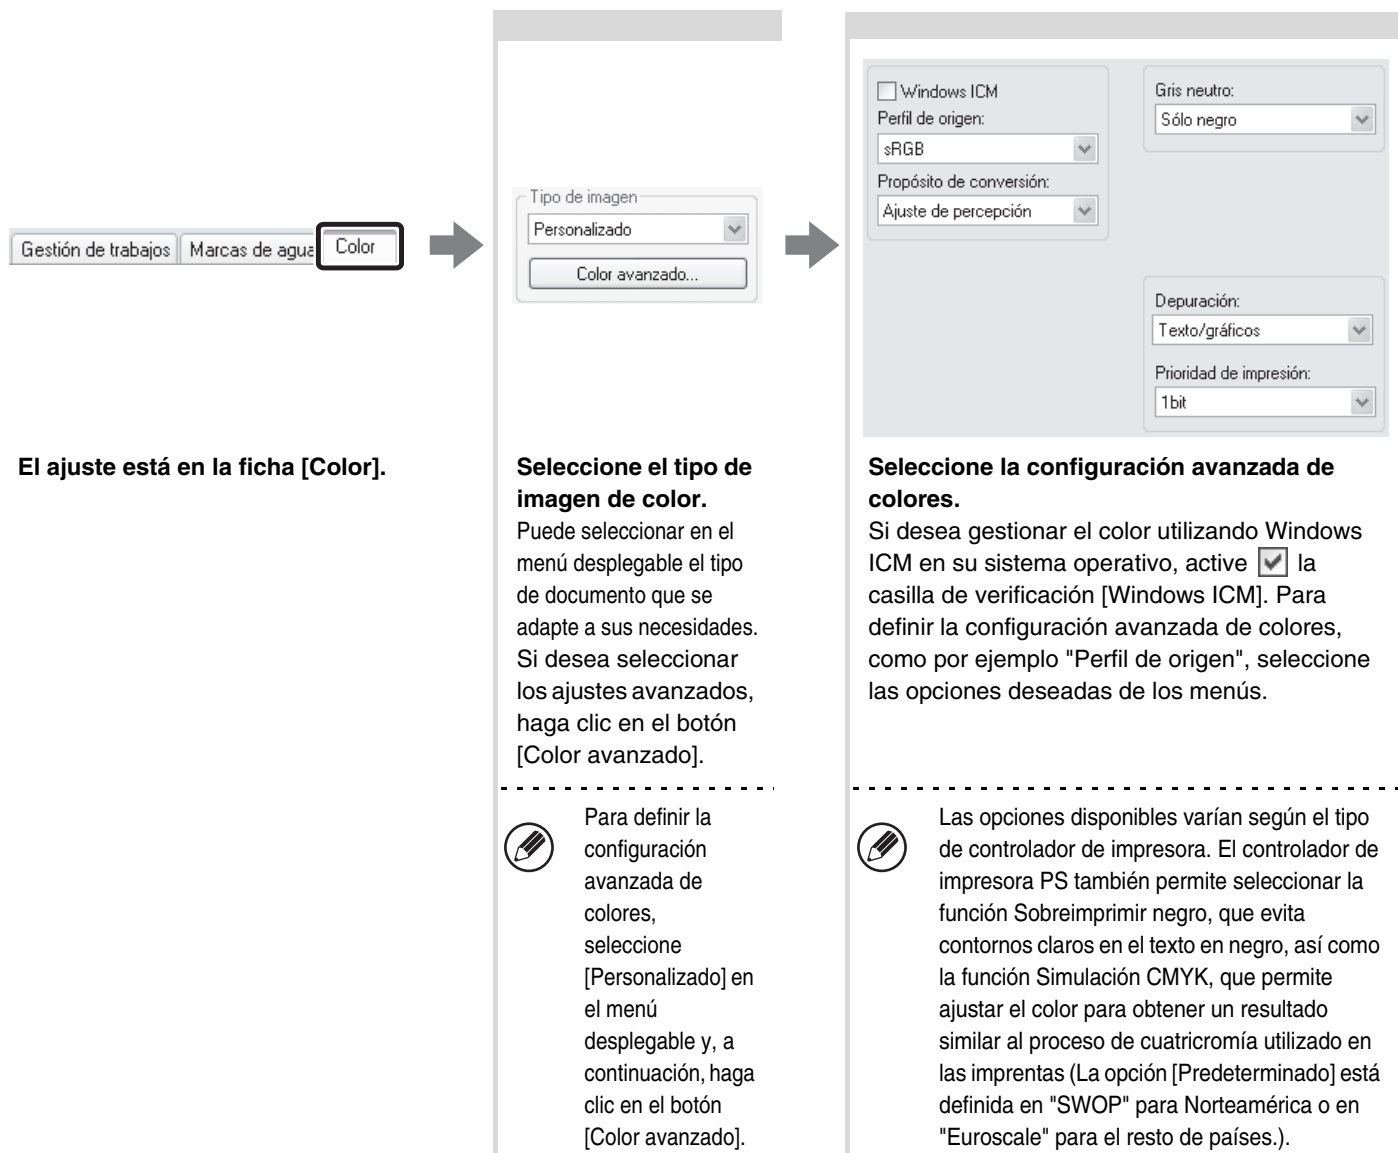 Gestión de trabajos
Marcas de agua
Color
El ajuste está en la ficha [Color].
Tipo de imagen
Personalizado
Color avanzado...
Seleccione el tipo de
imagen de color.
Puede seleccionar en el
menú desplegable el tipo
de documento que se
adapte a sus necesidades.
Si desea seleccionar
los ajustes avanzados,
haga clic en el botón
[Color avanzado].
Para definir la
configuración
avanzada de
colores,
seleccione
[Personalizado] en
el menú
desplegable y, a
continuación, haga
clic en el botón
[Color avanzado].
Windows ICM
Perfil de origen:
sRGB
Propósito de conversión:
Ajuste de percepción
Gris neutro:
Sólo negro
Depuración:
Texto/gráficos
Prioridad de impresión:
1bit
Seleccione la configuración avanzada de
colores.
Si desea gestionar el color utilizando Windows
ICM en su sistema operativo, active la
casilla de verificación [Windows ICM]. Para
definir la configuración avanzada de colores,
como por ejemplo "Perfil de origen", seleccione
las opciones deseadas de los menús.
Las opciones disponibles varían según el tipo
de controlador de impresora. El controlador de
impresora PS también permite seleccionar la
función Sobreimprimir negro, que evita
contornos claros en el texto en negro, así como
la función Simulación CMYK, que permite
ajustar el color para obtener un resultado
similar al proceso de cuatricromía utilizado en
las imprentas (La opción [Predeterminado] está
definida en "SWOP" para Norteamérica o en
"Euroscale" para el resto de países.).